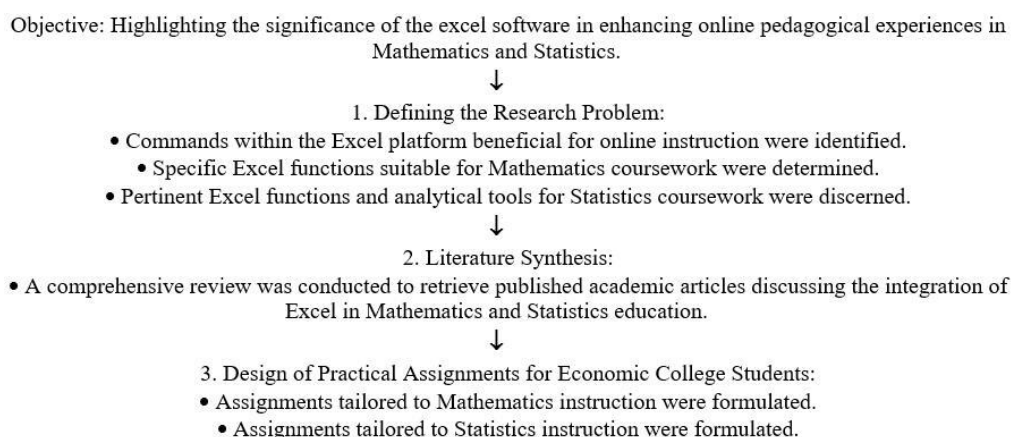 Objective: Highlighting the significance of the excel software in enhancing online pedagogical experiences in
Mathematics and Statistics.
↓
1. Defining the Research Problem:
• Commands within the Excel platform beneficial for online instruction were identified.
• Specific Excel functions suitable for Mathematics coursework were determined.
• Pertinent Excel functions and analytical tools for Statistics coursework were discerned.
↓
2. Literature Synthesis:
• A comprehensive review was conducted to retrieve published academic articles discussing the integration of
Excel in Mathematics and Statistics education.
↓
3. Design of Practical Assignments for Economic College Students:
• Assignments tailored to Mathematics instruction were formulated.
• Assignments tailored to Statistics instruction were formulated.